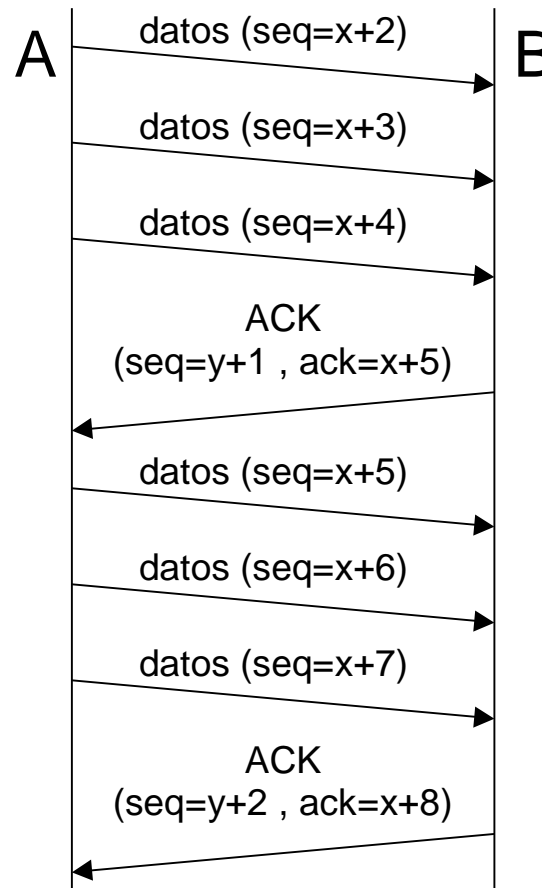 A
B
datos (seq=x+2)
datos (seq=x+3)
datos (seq=x+4)
ACK
(seq=y+1 , ack=x+5)
datos (seq=x+5)
datos (seq=x+6)
datos (seq=x+7)
ACK
(seq=y+2 , ack=x+8)